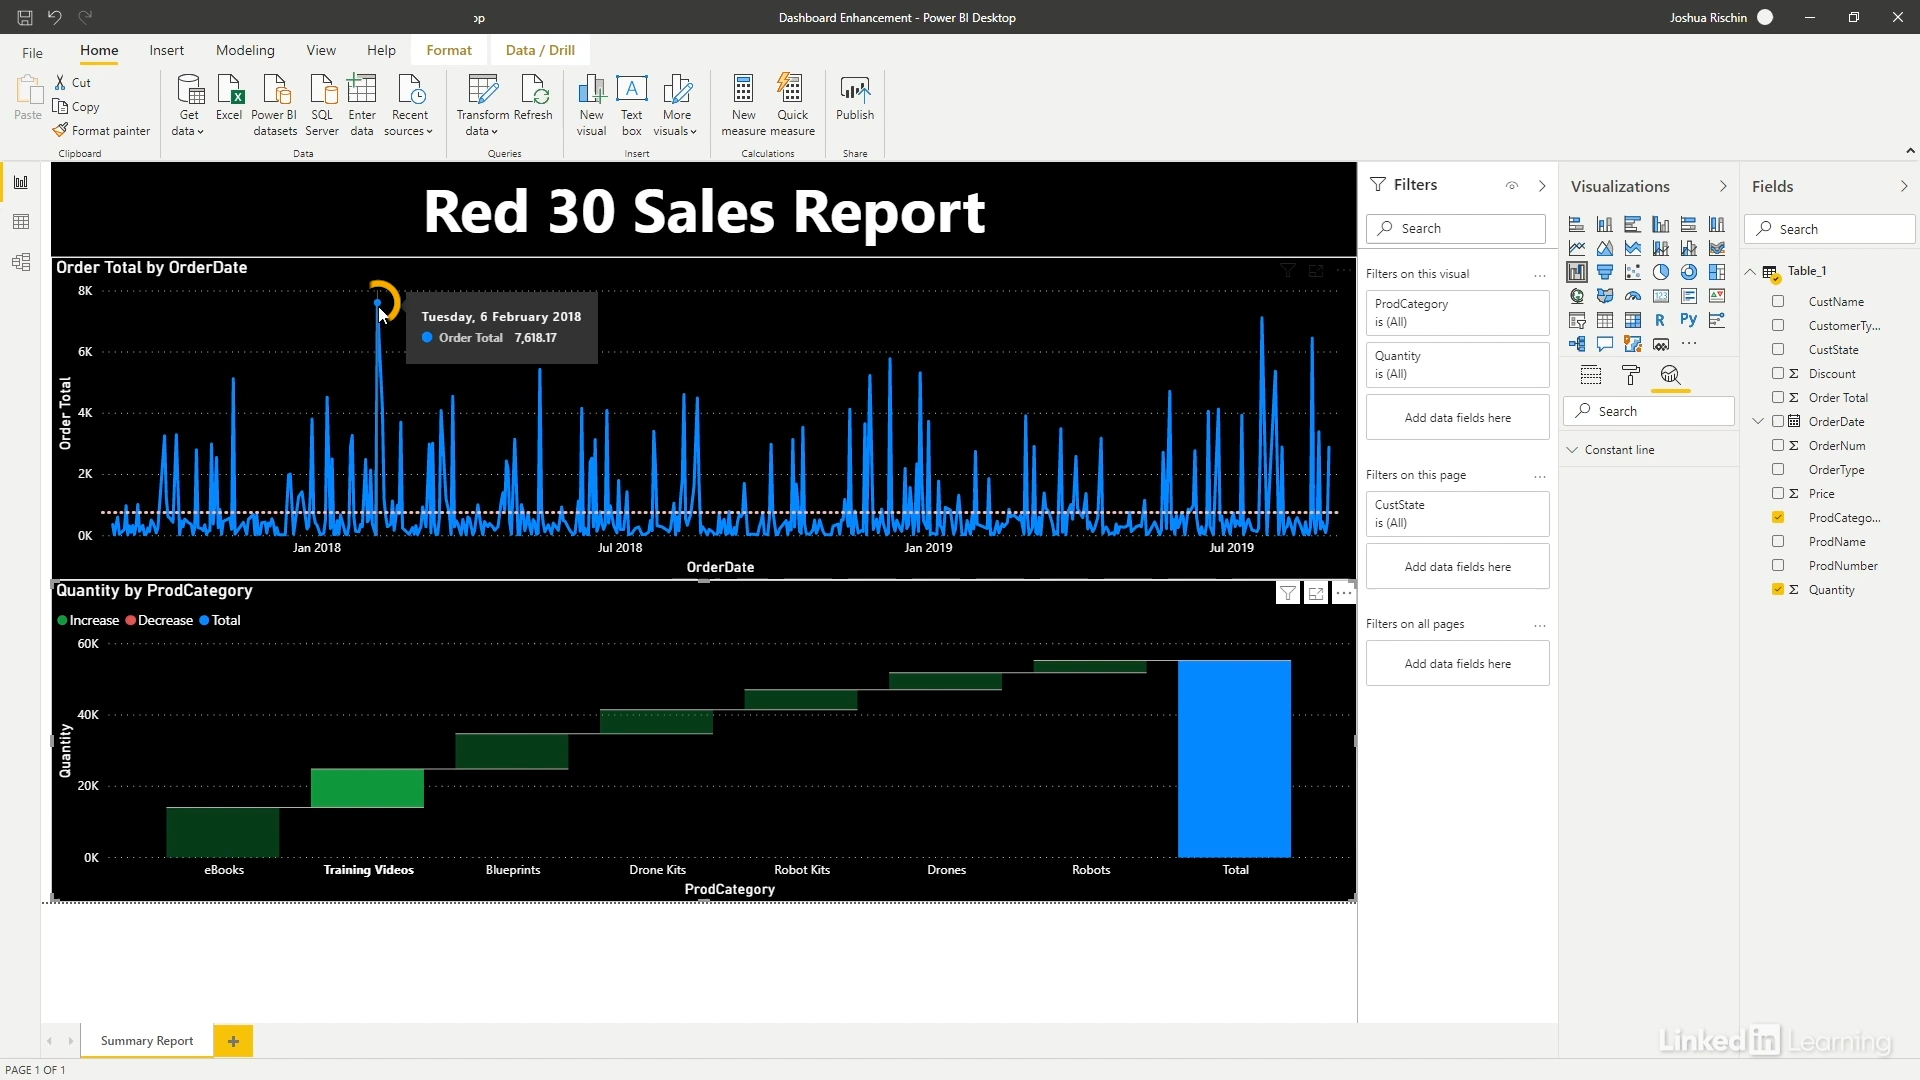 op
Dashboard Enhancement - Power BI Desktop
Joshua Rischin
File
Home
Insert
Modeling
View
Help
Format
Data / Drill
Paste
Cut
Copy
Format painter
Clipboard
Get data
Excel
Power BI datasets
SQL Server
Enter data
Recent sources
Data
Transform data
Refresh
Queries
New visual
Text box
More visuals
Insert
New measure
Quick measure
Calculations
Publish
Share
Red 30 Sales Report
Order Total by OrderDate
8K
6K
4K
2K
0K
Order Total
Tuesday, 6 February 2018
Order Total 7,618.17
Jan 2018
Jul 2018
Jan 2019
Jul 2019
OrderDate
Quantity by ProdCategory
Increase Decrease Total
60K
40K
20K
0K
Quantity
eBooks
Training Videos
Blueprints
Drone Kits
Robot Kits
Drones
Robots
Total
ProdCategory
Filters
Search
Filters on this visual
ProdCategory
is (All)
Quantity
is (All)
Add data fields here
Filters on this page
CustState
is (All)
Add data fields here
Filters on all pages
Add data fields here
Visualizations
R
Py
123
Search
Constant line
Fields
Search
Table_1
CustName
CustomerTy...
CustState
Σ Discount
Σ Order Total
OrderDate
Σ OrderNum
OrderType
Σ Price
ProdCatego...
ProdName
ProdNumber
Σ Quantity
Summary Report
+
LinkedIn Learning
PAGE 1 OF 1